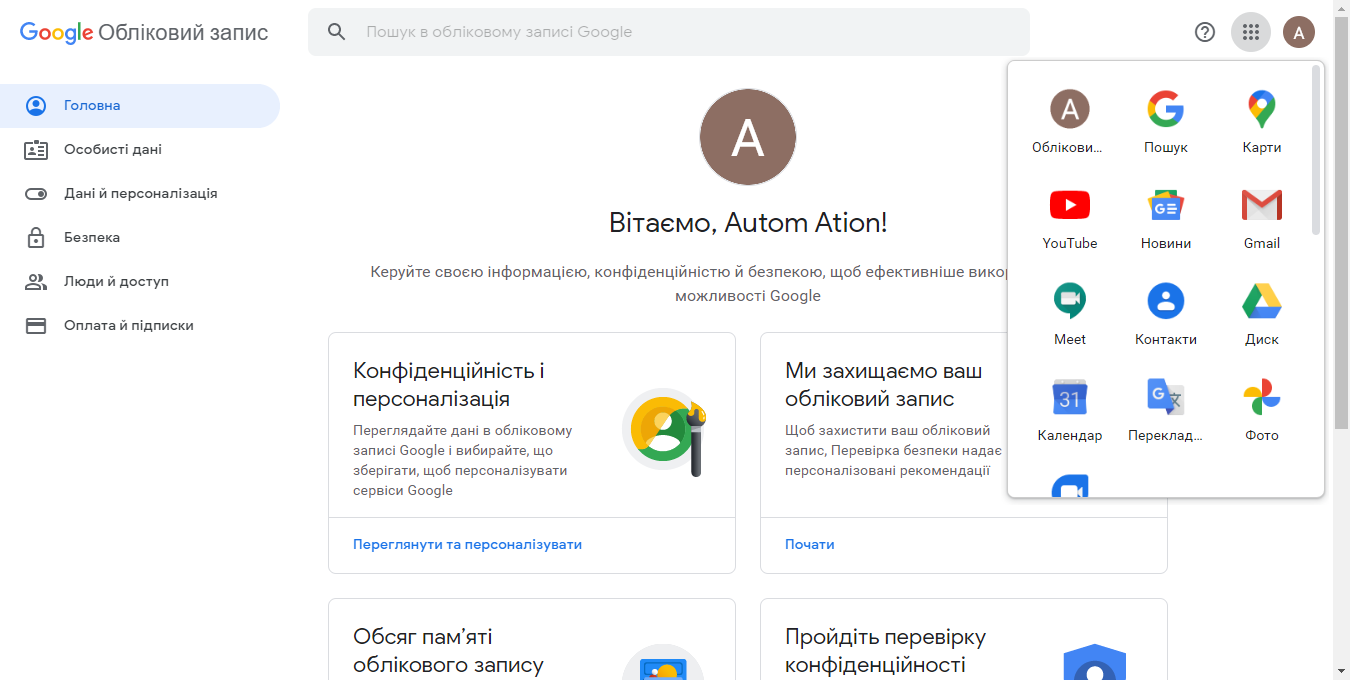 Google Обліковий запис
Пошук в обліковому записі Google
A
Головна
Особисті дані
Дані й персоналізація
Безпека
Люди й доступ
Оплата й підписки
A
Вітаємо, Autom Ation!
Керуйте своєю інформацією, конфіденційністю й безпекою, щоб ефективніше
можливості Google
Конфіденційність і
персоналізація
Переглядайте дані в обліковому
записі Google і вибирайте, що
зберігати, щоб персоналізувати
сервіси Google
Переглянути та персоналізувати
Ми захищаємо ваш
обліковий запис
Щоб захистити ваш обліковий
запис, Перевірка безпеки надає
персоналізовані рекомендації
Почати
Обсяг пам’яті
облікового запису
Пройдіть перевірку
конфіденційності
A
Облікови...
Пошук
Карти
YouTube
GE
Новини
Gmail
Meet
Контакти
Диск
31
Календар
G
Переклад...
Фото